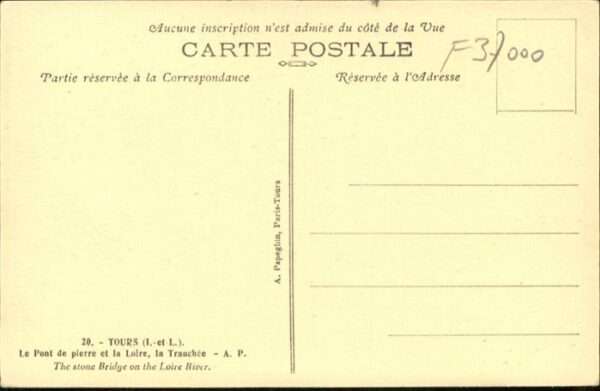 Aucune inscription n'est admise du côté de la Vue
CARTE POSTALE
Partie réservée à la Correspondance
Réservée à l'Adresse
F 37000
A. Papeghin, Paris-Tours
20. - TOURS (I.-et L.).
Le Pont de pierre et la Loire, la Tranchée - A. P.
The stone Bridge on the Loire River.